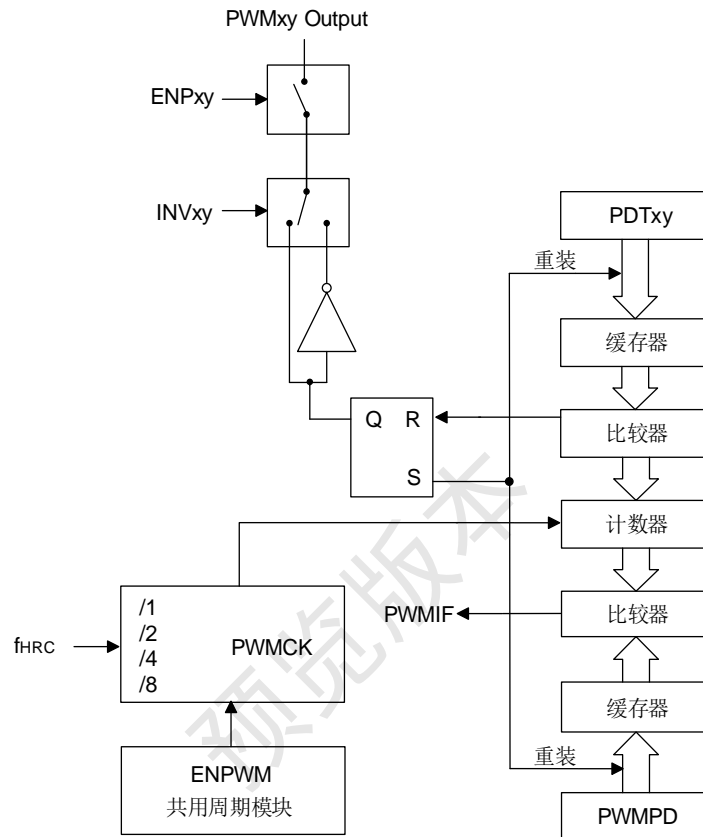 PWMxy Output
ENPxy
INVxy
PDTxy
重装
缓存器
Q R
S
比较器
计数器
/1
/2
/4
/8
PWMCK
fHRC
PWMIF
比较器
缓存器
重装
ENPWM
共用周期模块
PWMPD
预览版本